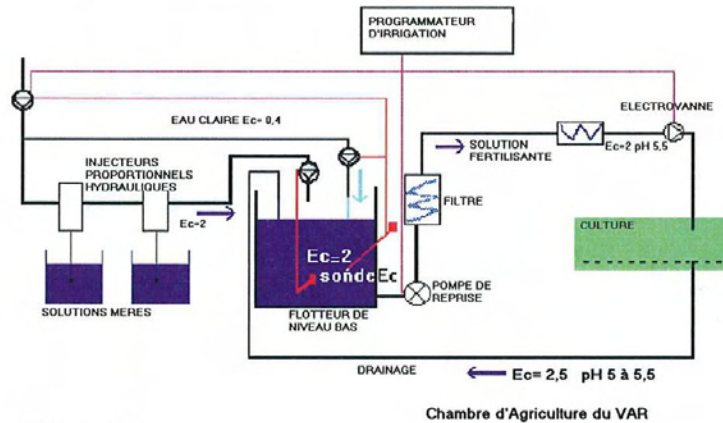 PROGRAMMATEUR
D'IRRIGATION
ELECTROVANNE
EAU CLAIRE Ec= 0,4
SOLUTION
FERTILISANTE
Ec=2 pH 5,5
INJECTEURS
PROPORTIONNELS
HYDRAULIQUES
FILTRE
Ec=2
CULTURE
Ec=2
sonde Ec
POMPE DE
REPRISE
SOLUTIONS MERES
FLOTTEUR DE
NIVEAU BAS
DRAINAGE
Ec= 2,5 pH 5 à 5,5
Chambre d'Agriculture du VAR